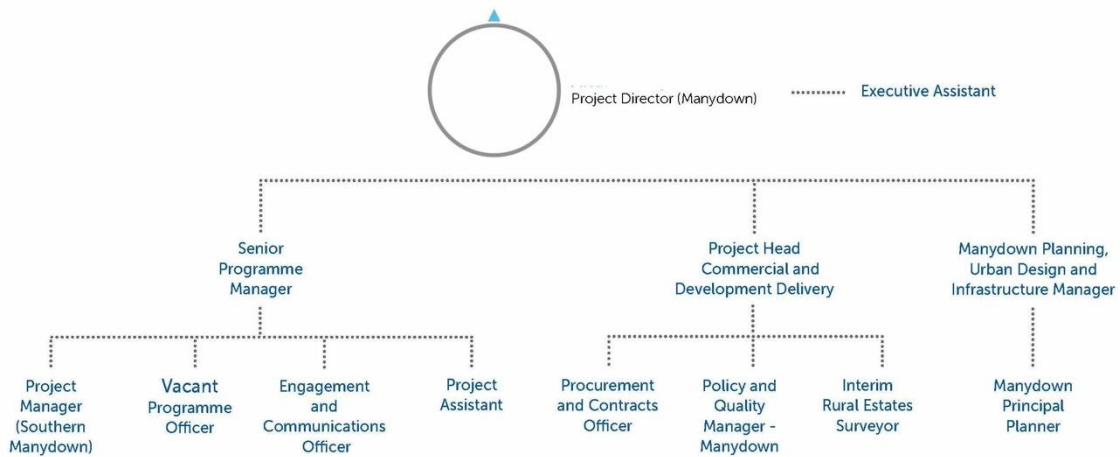 Project Director (Manydown)
Executive Assistant
Senior
Programme
Manager
Project Head
Commercial and
Development Delivery
Manydown Planning,
Urban Design and
Infrastructure Manager
Project
Manager
(Southern
Manydown)
Vacant
Programme
Officer
Engagement
and
Communications
Officer
Project
Assistant
Procurement
and Contracts
Officer
Policy and
Quality
Manager -
Manydown
Interim
Rural Estates
Surveyor
Manydown
Principal
Planner